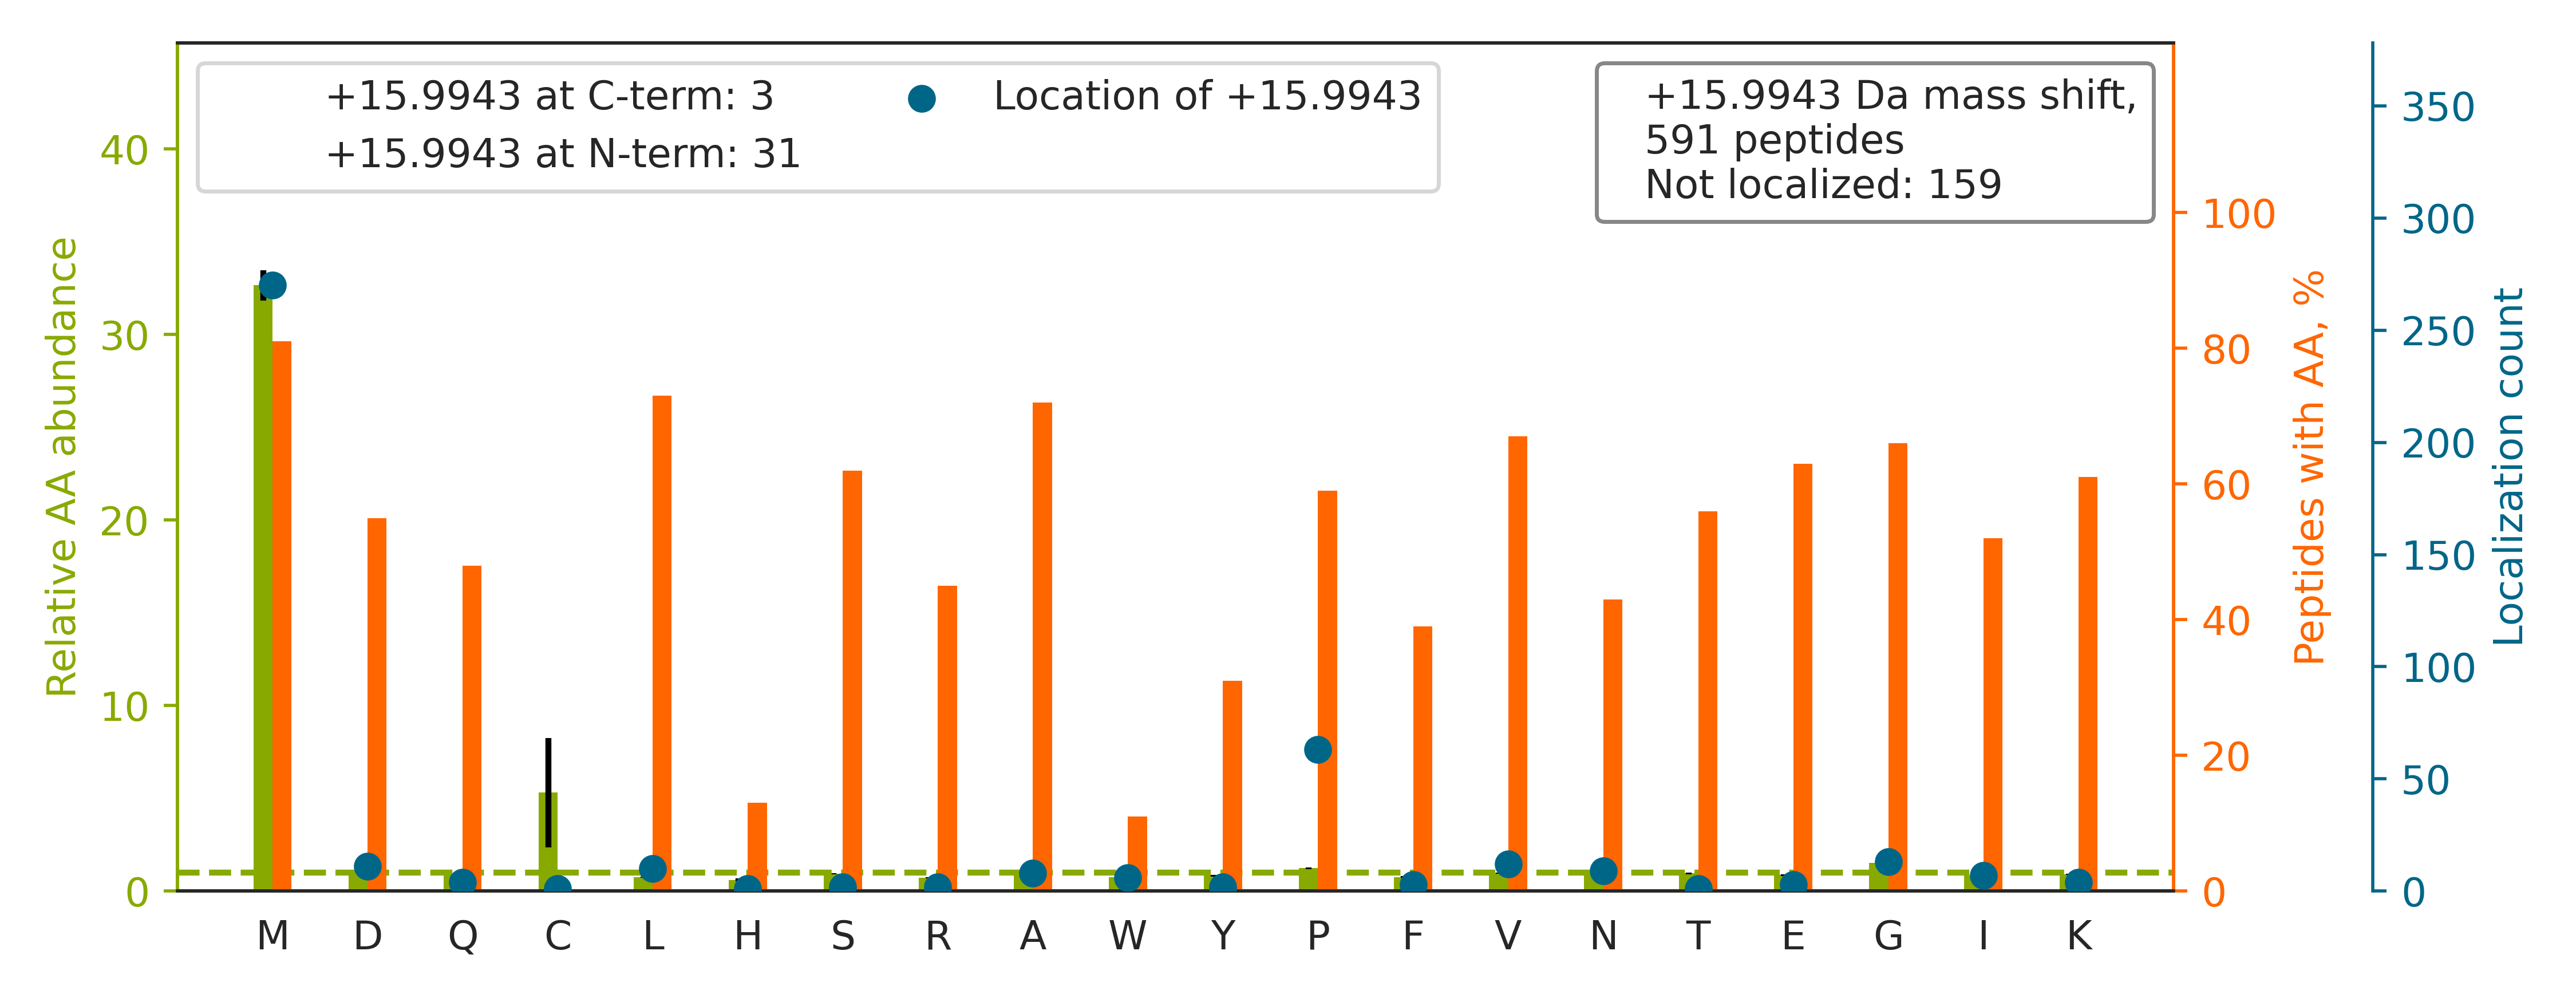 +15.9943 at C-term: 3
+15.9943 at N-term: 31
Location of +15.9943
+15.9943 Da mass shift,
591 peptides
Not localized: 159
Relative AA abundance
40
30
20
10
0
M D Q C L H S R A W Y P F V N T E G I K
100
80
60
40
20
0
Peptides with AA, %
350
300
250
200
150
100
50
0
Localization count